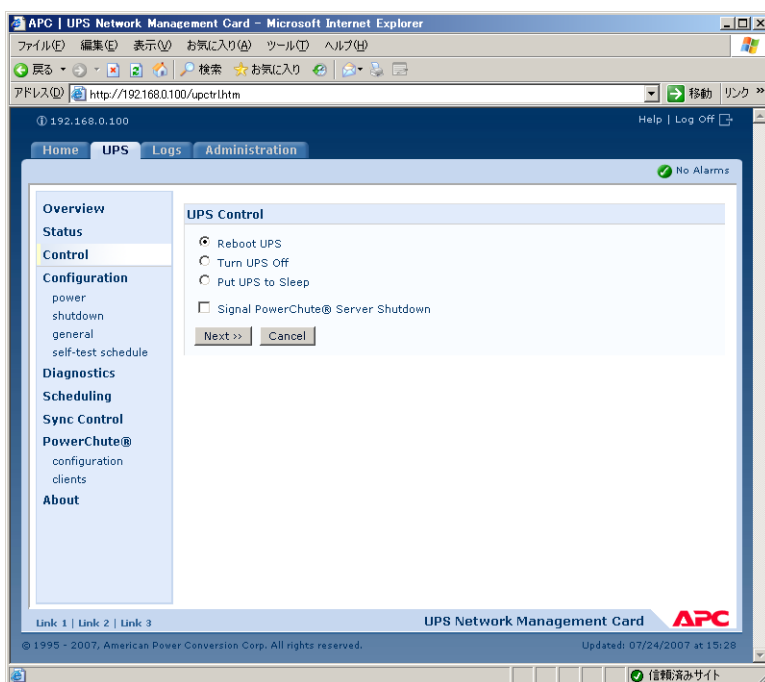 APC | UPS Network Management Card - Microsoft Internet Explorer
ファイル(F) 編集(E) 表示(V) お気に入り(A) ツール(T) ヘルプ(H)
戻る 検索 お気に入り
アドレス(D) http://192.168.0.100/upctrl.htm 移動 リンク »
192.168.0.100 Help | Log Off
Home UPS Logs Administration
No Alarms
Overview
Status
Control
Configuration
power
shutdown
general
self-test schedule
Diagnostics
Scheduling
Sync Control
PowerChute®
configuration
clients
About
UPS Control
Reboot UPS
Turn UPS Off
Put UPS to Sleep
Signal PowerChute® Server Shutdown
Next >> Cancel
Link 1 | Link 2 | Link 3 UPS Network Management Card APC
© 1995 - 2007, American Power Conversion Corp. All rights reserved. Updated: 07/24/2007 at 15:28
信頼済みサイト